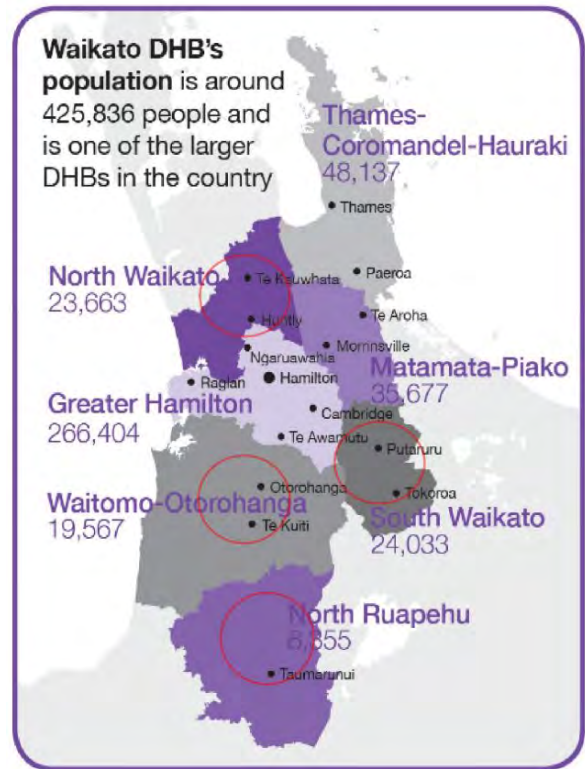 Waikato DHB's
population is around
425,836 people and
is one of the larger
DHBs in the country
Thames-
Coromandel-Hauraki
48,137
Thames
Paeroa
North Waikato
23,663
Te Kauwhata
Huntly
Te Aroha
Morrinsville
Ngaruawahia
Matamata-Piako
35,677
Raglan
Hamilton
Greater Hamilton
266,404
Cambridge
Te Awamutu
Putaruru
Otorohanga
Tokoroa
Waitomo-Otorohanga
19,567
Te Kuiti
South Waikato
24,033
North Ruapehu
8,355
Taumarunui